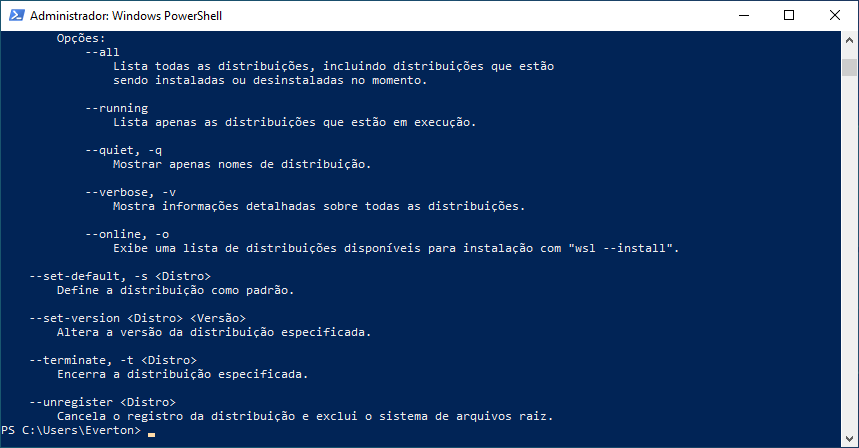 Administrador: Windows PowerShell
Opções:
--all
Lista todas as distribuições, incluindo distribuições que estão
sendo instaladas ou desinstaladas no momento.
--running
Lista apenas as distribuições que estão em execução.
--quiet, -q
Mostrar apenas nomes de distribuição.
--verbose, -v
Mostra informações detalhadas sobre todas as distribuições.
--online, -o
Exibe uma lista de distribuições disponíveis para instalação com "wsl --install".
--set-default, -s <Distro>
Define a distribuição como padrão.
--set-version <Distro> <Versão>
Altera a versão da distribuição especificada.
--terminate, -t <Distro>
Encerra a distribuição especificada.
--unregister <Distro>
Cancela o registro da distribuição e exclui o sistema de arquivos raiz.
PS C:\Users\Everton>